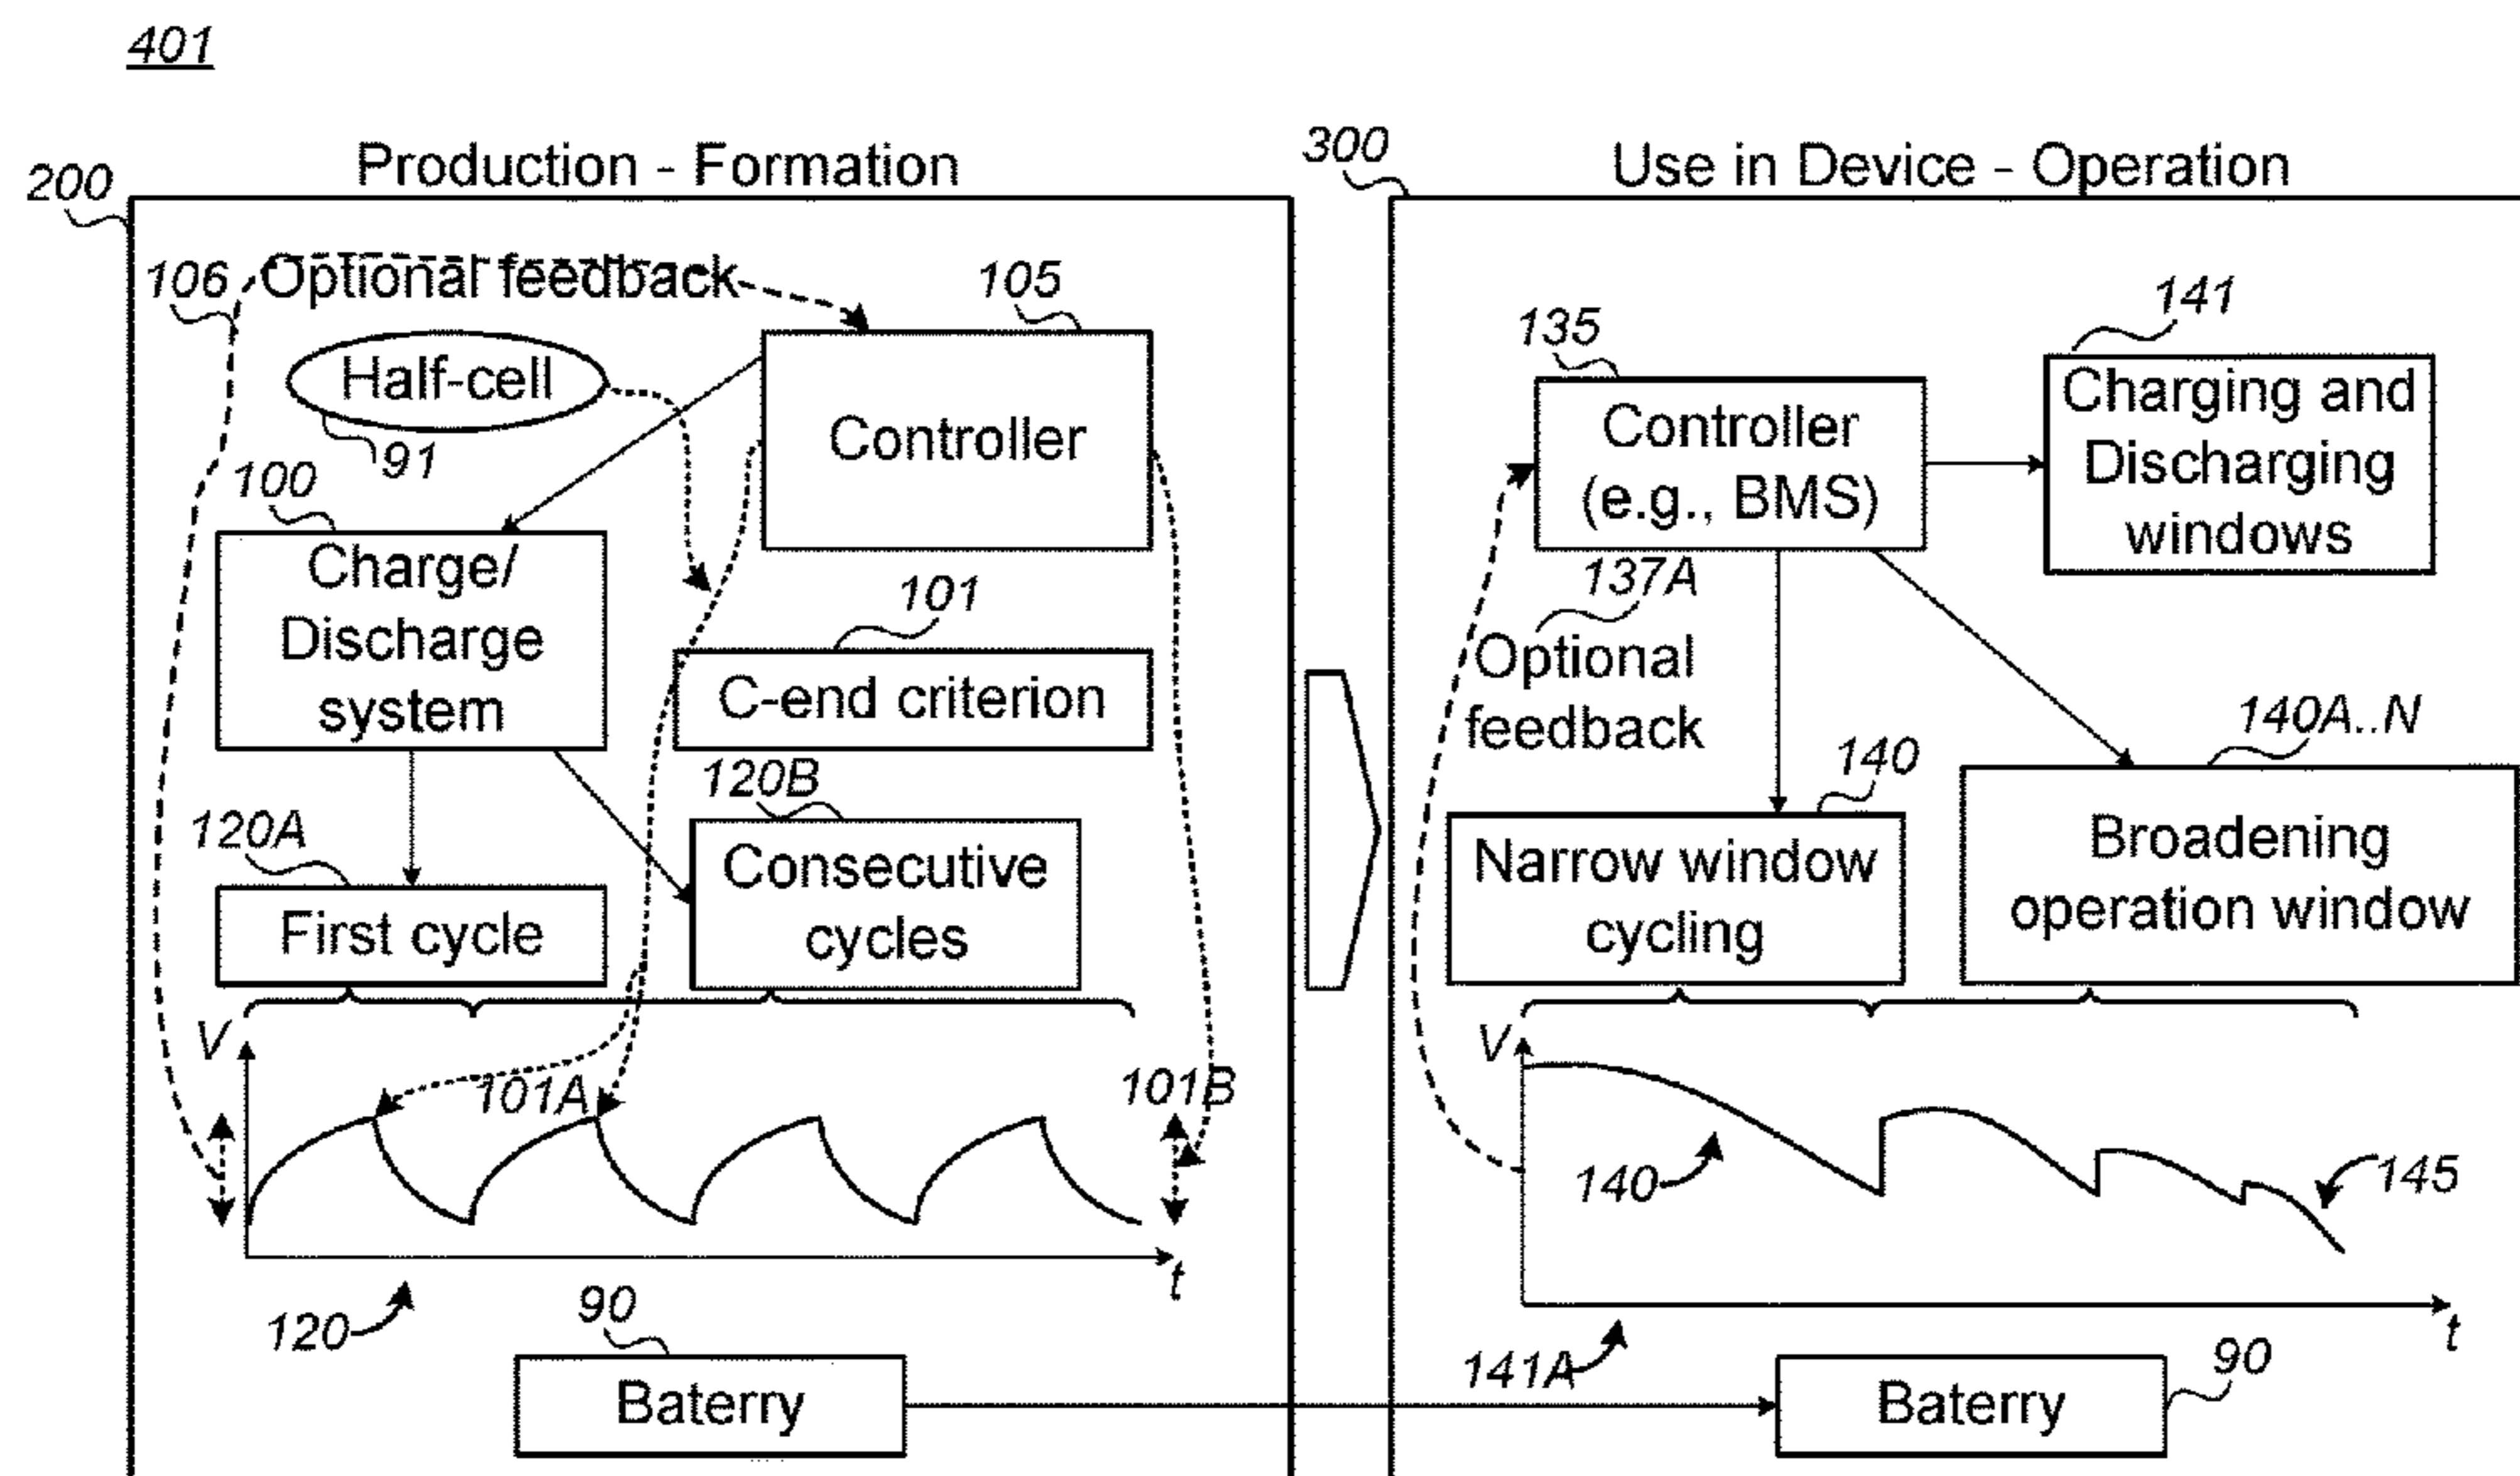 401
200
Production - Formation
300
Use in Device - Operation
106
Optional feedback
105
Half-cell
91
Controller
100
Charge/
Discharge
system
101
C-end criterion
120B
120A
First cycle
Consecutive
cycles
V
101A
101B
t
120
90
Baterry
135
Controller
(e.g., BMS)
141
Charging and
Discharging
windows
137A
Optional
feedback
140
140A..N
Narrow window
cycling
Broadening
operation window
V
140
145
t
141A
90
Baterry